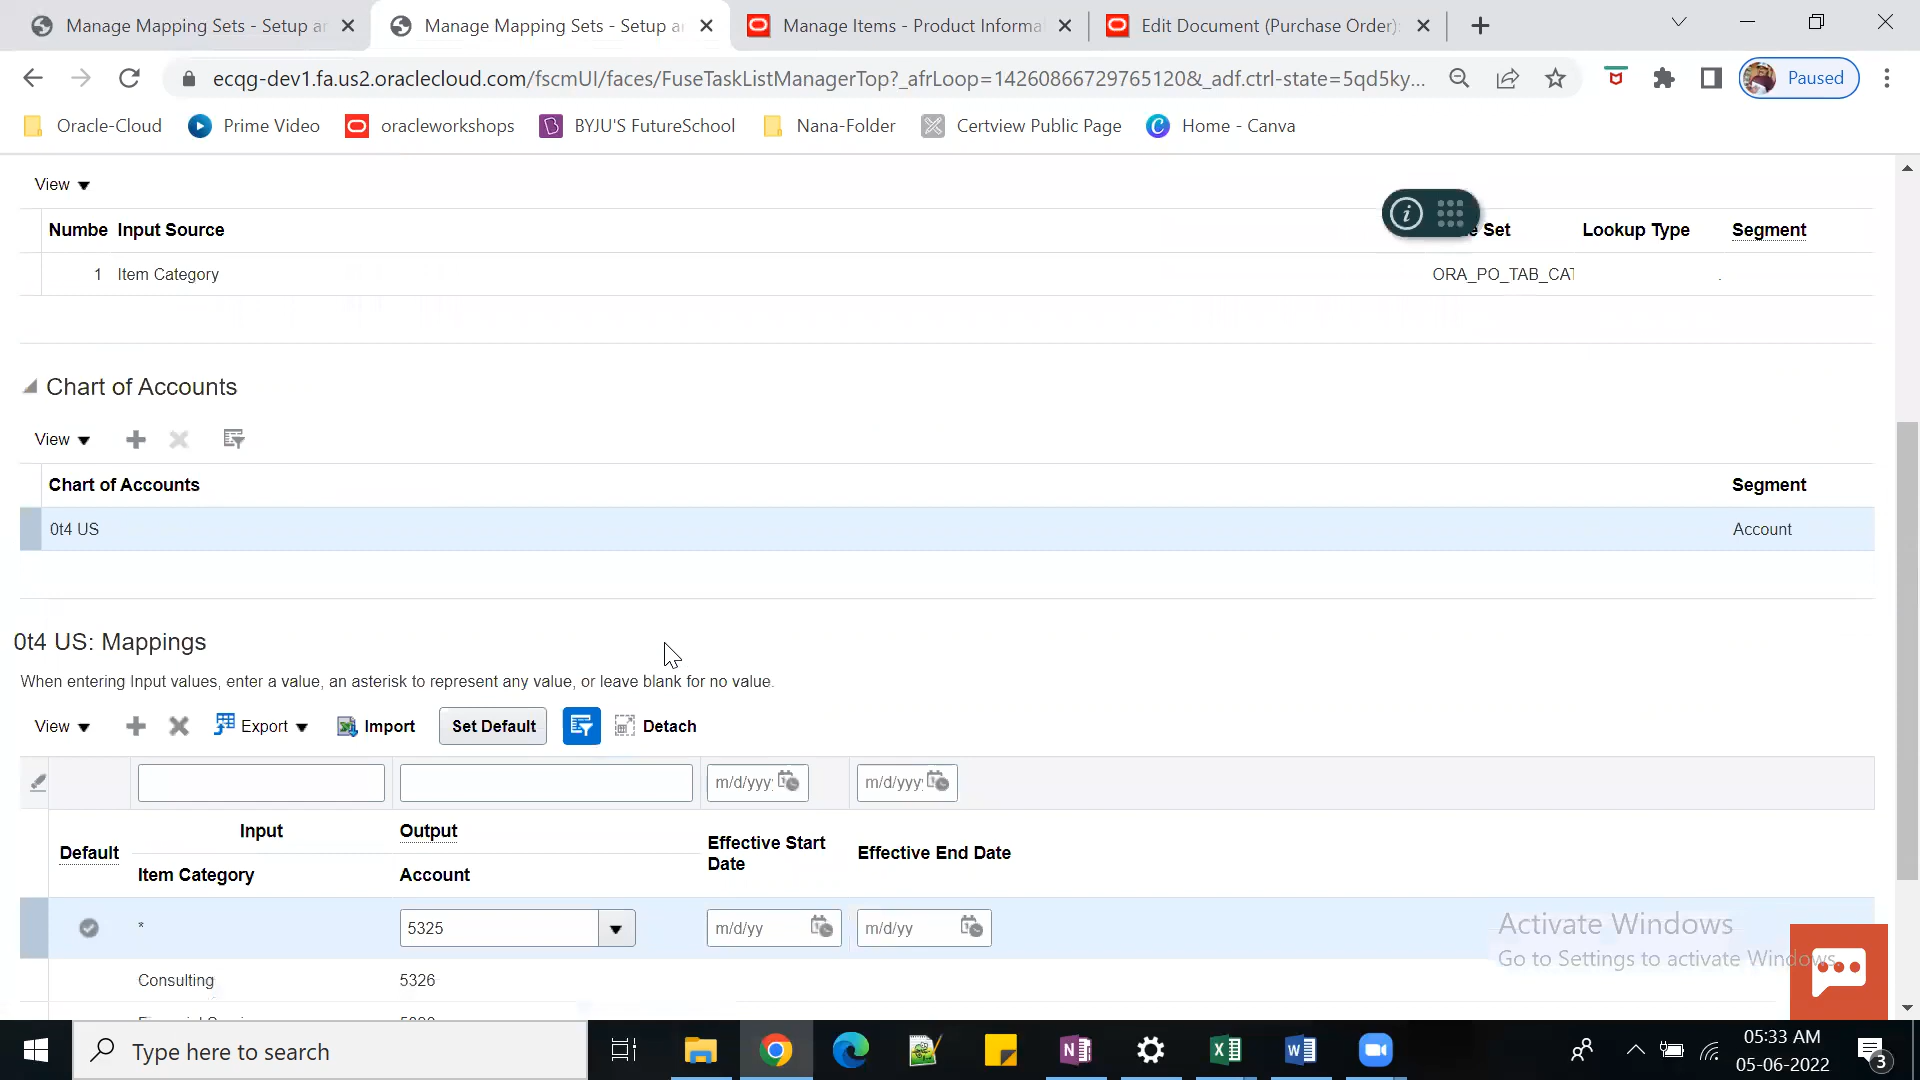 Manage Mapping Sets - Setup ar
Manage Mapping Sets - Setup ar
Manage Items - Product Informa
Edit Document (Purchase Order):
ecqg-dev1.fa.us2.oraclecloud.com/fscmUI/faces/FuseTaskListManagerTop?_afrLoop=14260866729765120&_adf.ctrl-state=5qd5ky...
Paused
Oracle-Cloud
Prime Video
oracleworkshops
BYJU'S FutureSchool
Nana-Folder
Certview Public Page
Home - Canva
View
Numbe Input Source
Set
Lookup Type
Segment
1 Item Category
ORA_PO_TAB_CAT
.
Chart of Accounts
View
Chart of Accounts
Segment
0t4 US
Account
0t4 US: Mappings
When entering Input values, enter a value, an asterisk to represent any value, or leave blank for no value.
View
Export
Import
Set Default
Detach
m/d/yyy
m/d/yyy
Default
Input
Output
Effective Start Date
Effective End Date
Item Category
Account
*
5325
m/d/yy
m/d/yy
Consulting
5326
Activate Windows
Go to Settings to activate Windows.
Type here to search
05:33 AM
05-06-2022
3